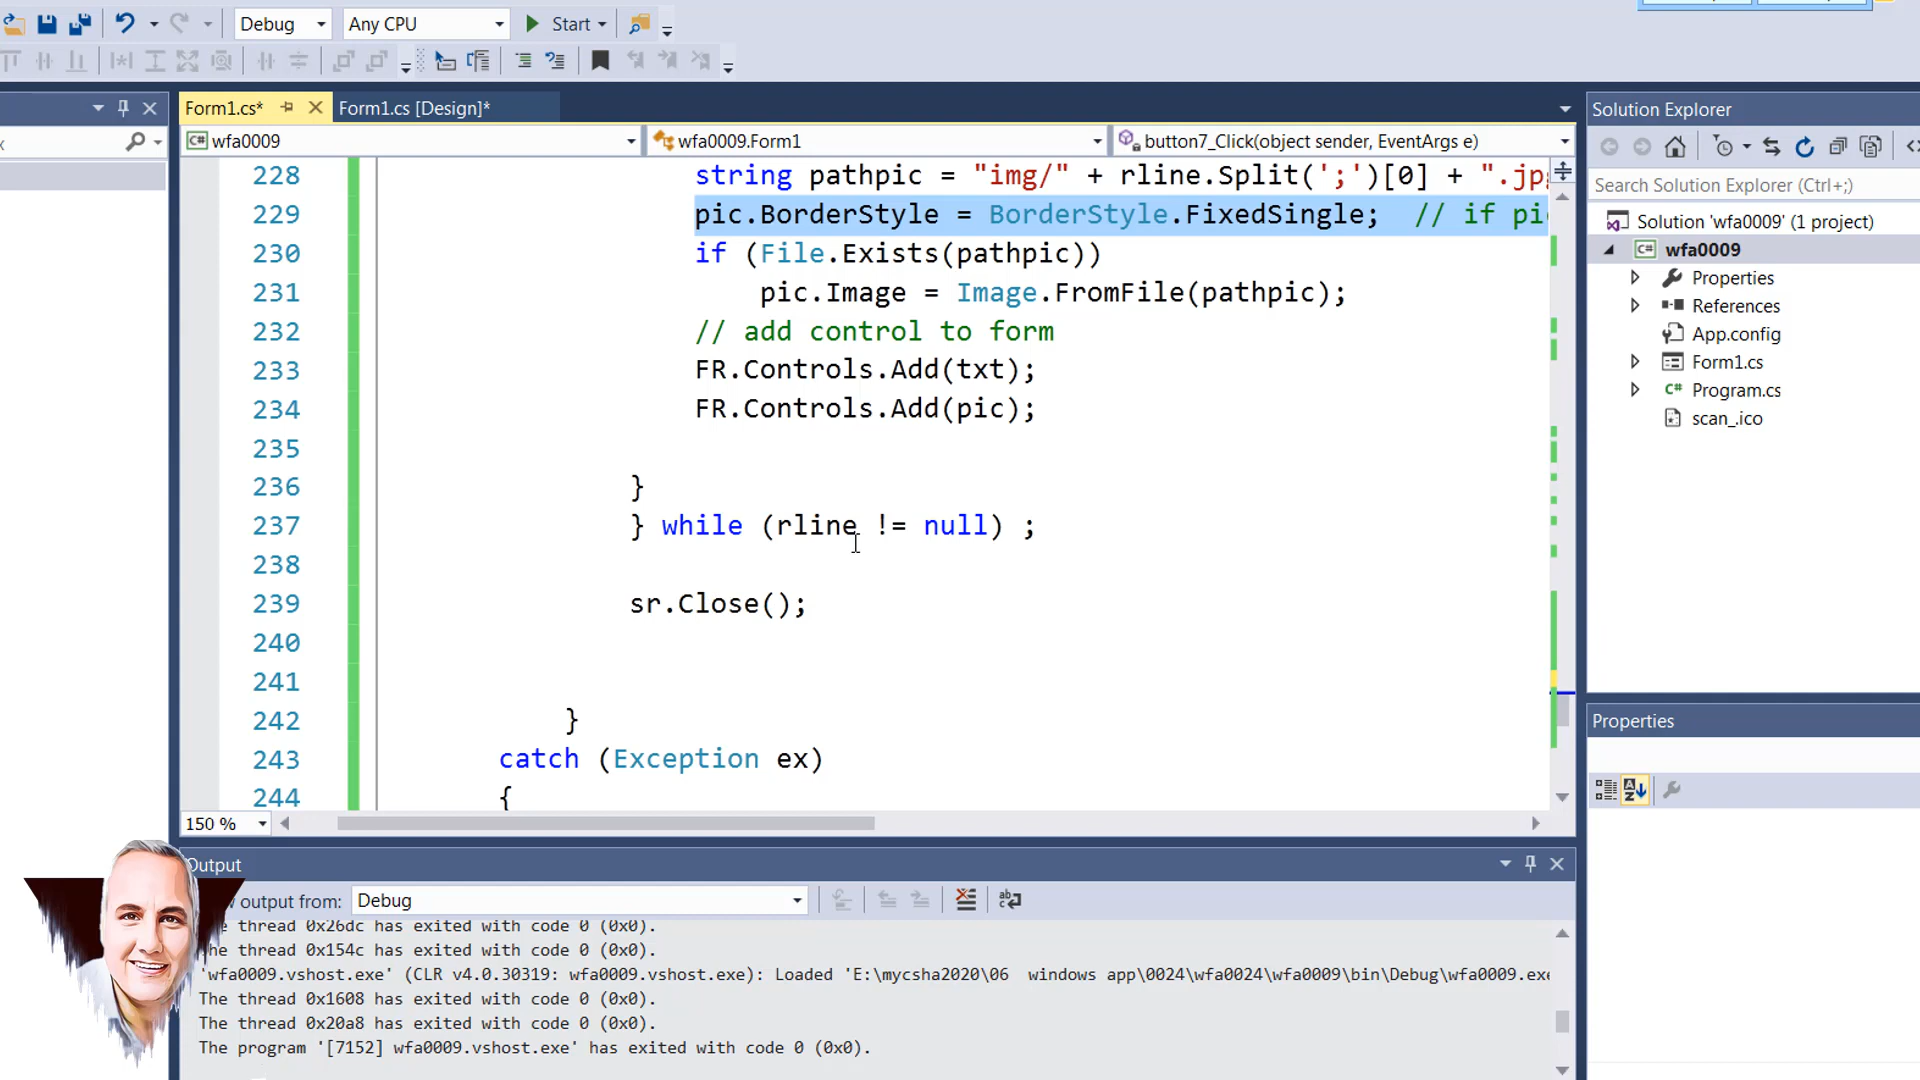 Debug
Any CPU
Start
Form1.cs*
Form1.cs [Design]*
Solution Explorer
wfa0009
wfa0009.Form1
button7_Click(object sender, EventArgs e)
Search Solution Explorer (Ctrl+;)
Solution 'wfa0009' (1 project)
wfa0009
Properties
References
App.config
Form1.cs
Program.cs
scan_.ico
Properties
228 string pathpic = "img/" + rline.Split(';')[0] + ".jp
229 pic.BorderStyle = BorderStyle.FixedSingle; // if pi
230 if (File.Exists(pathpic))
231 pic.Image = Image.FromFile(pathpic);
232 // add control to form
233 FR.Controls.Add(txt);
234 FR.Controls.Add(pic);
235
236 }
237 } while (rline != null) ;
238
239 sr.Close();
240
241
242 }
243 catch (Exception ex)
244 {
150 %
Output
output from: Debug
thread 0x26dc has exited with code 0 (0x0).
thread 0x154c has exited with code 0 (0x0).
'wfa0009.vshost.exe' (CLR v4.0.30319: wfa0009.vshost.exe): Loaded 'E:\mycsha2020\06  windows app\0024\wfa0024\wfa0009\bin\Debug\wfa0009.exe
The thread 0x1608 has exited with code 0 (0x0).
The thread 0x20a8 has exited with code 0 (0x0).
The program '[7152] wfa0009.vshost.exe' has exited with code 0 (0x0).